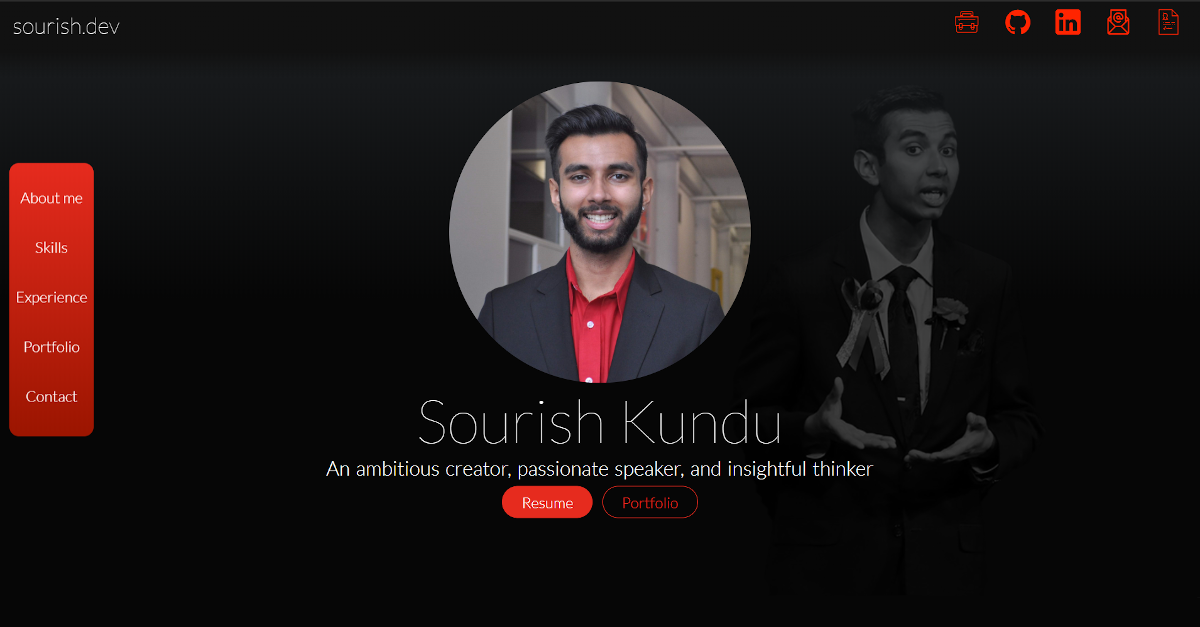 sourish.dev
About me
Skills
Experience
Portfolio
Contact
Sourish Kundu
An ambitious creator, passionate speaker, and insightful thinker
Resume
Portfolio